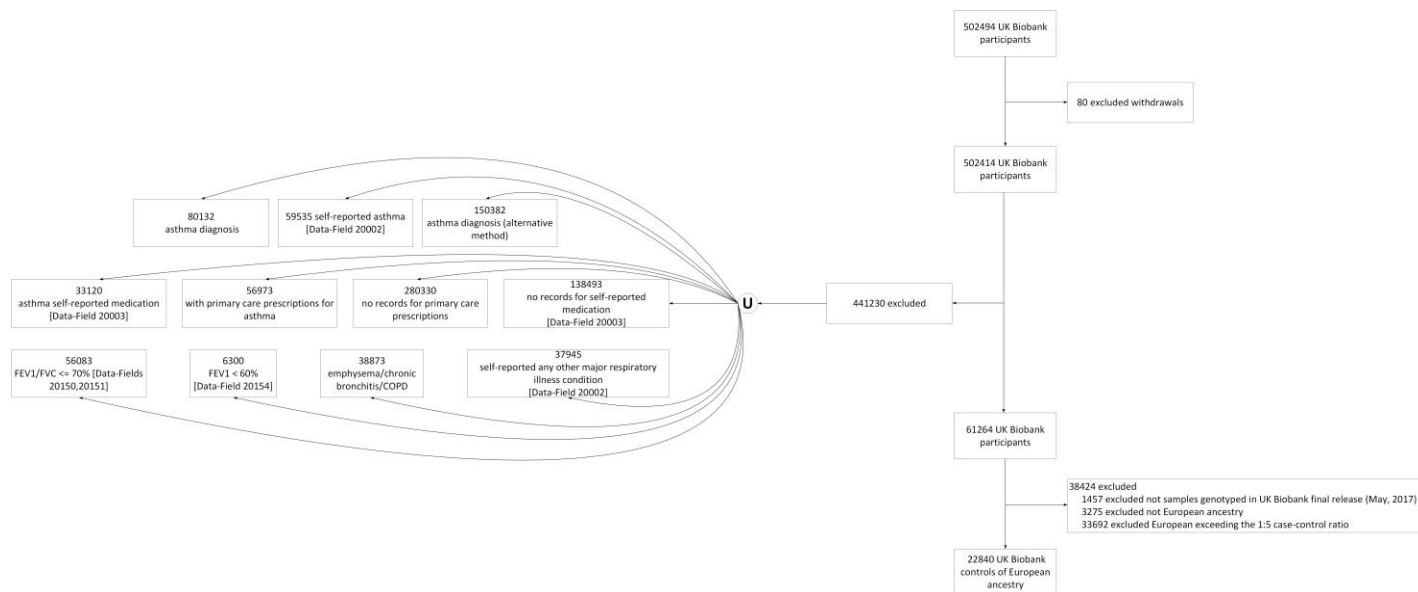 502494 UK Biobank
participants
80 excluded withdrawals
502414 UK Biobank
participants
80132
asthma diagnosis
59535 self-reported asthma
[Data-Field 20002]
150382
asthma diagnosis (alternative
method)
33120
asthma self-reported medication
[Data-Field 20003]
56973
with primary care prescriptions for
asthma
280330
no records for primary care
prescriptions
138493
no records for self-reported
medication
[Data-Field 20003]
U
441230 excluded
56083
FEV1/FVC <= 70% [Data-Fields
20150,20151]
6300
FEV1 < 60%
[Data-Field 20154]
38873
emphysema/chronic
bronchitis/COPD
37945
self-reported any other major respiratory
illness condition
[Data-Field 20002]
61264 UK Biobank
participants
38424 excluded
1457 excluded not samples genotyped in UK Biobank final release (May, 2017)
3275 excluded not European ancestry
33692 excluded European exceeding the 1:5 case-control ratio
22840 UK Biobank
controls of European
ancestry